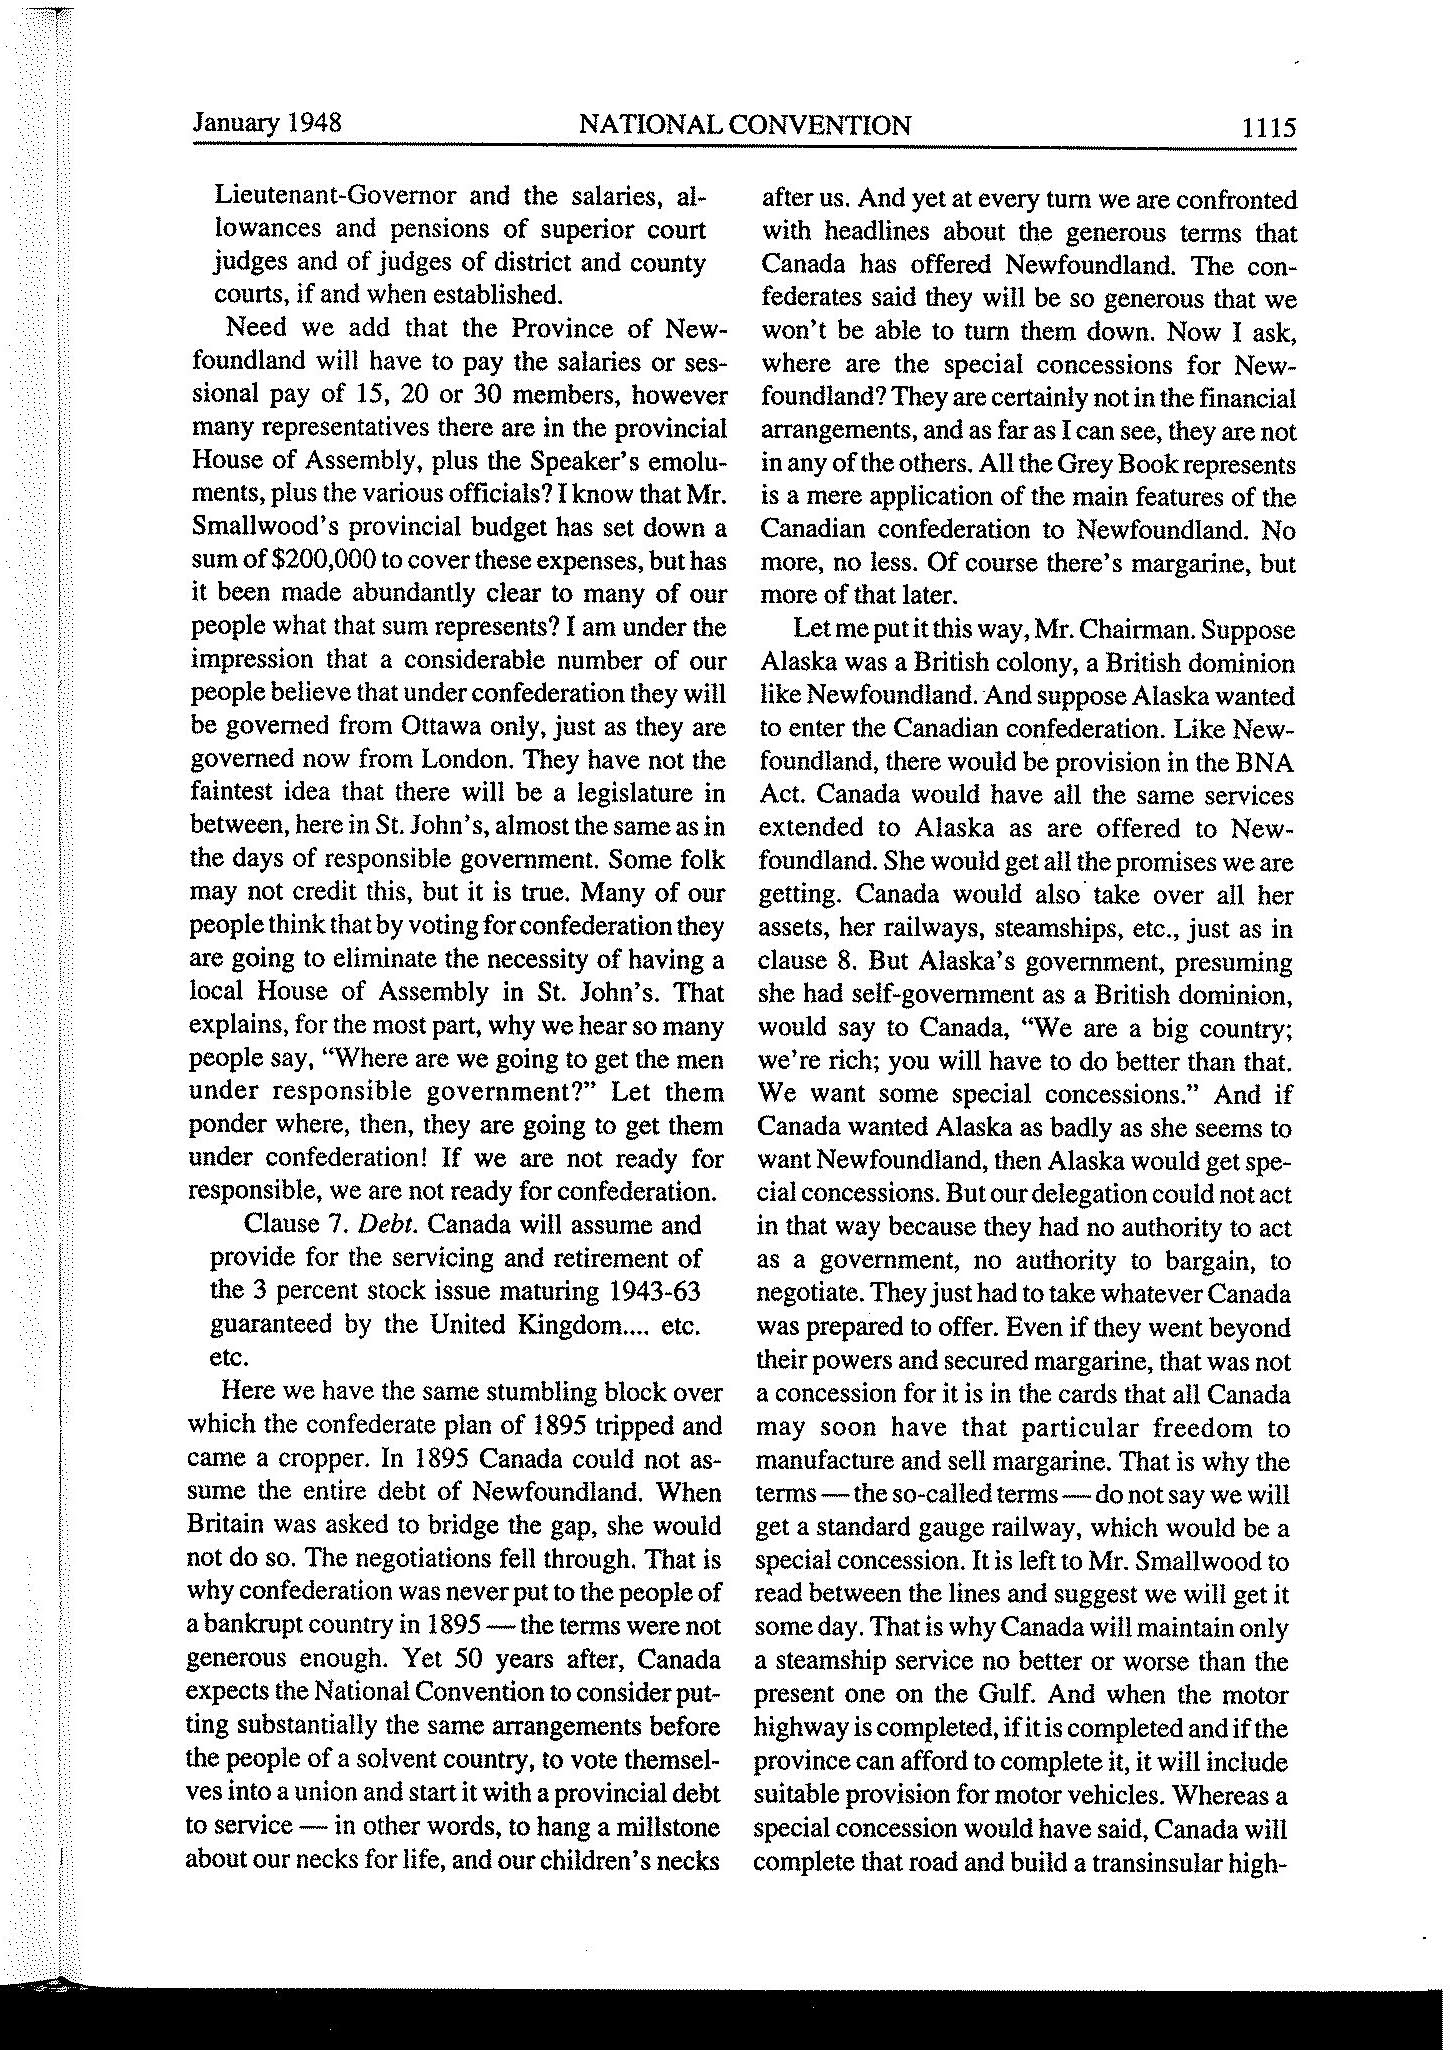 January 1948 NATIONAL CONVENTION 1115
Lieutenant-Governor and the salaries, al-
lowances and pensions of superior court
judges and of judges of district and county
courts, if and when established.
Need we add that the Province of New-
foundland will have to pay the salaries or ses-
sional pay of 15, 20 or 30 members, however
many representatives there are in the provincial
House of Assembly, plus the Speaker's emolu-
ments, plus the various officials? I know that Mr.
Smallwood's provincial budget has set down a
sum of $200,000 to cover these expenses, but has
it been made abundantly clear to many of our
people what that sum represents? I am under the
impression that a considerable number of our
people believe that under confederation they will
be governed from Ottawa only, just as they are
governed now from London. They have not the
faintest idea that there will be a legislature in
between, here in St. John's, almost the same as in
the days of responsible government. Some folk
may not credit this, but it is true. Many of our
people think that by voting for confederation they
are going to eliminate the necessity of having a
local House of Assembly in St. John's. That
explains, for the most part, why we hear so many
people say, "Where are we going to get the men
under responsible government?" Let them
ponder where, then, they are going to get them
under confederation! If we are not ready for
responsible, we are not ready for confederation.
Clause 7. Debt. Canada will assume and
provide for the servicing and retirement of
the 3 percent stock issue maturing 1943-63
guaranteed by the United Kingdom.... etc.
etc.
Here we have the same stumbling block over
which the confederate plan of 1895 tripped and
came a cropper. In 1895 Canada could not as-
sume the entire debt of Newfoundland. When
Britain was asked to bridge the gap, she would
not do so. The negotiations fell through. That is
why confederation was never put to the people of
a bankrupt country in 1895 — the terms were not
generous enough. Yet 50 years after, Canada
expects the National Convention to consider put-
ting substantially the same arrangements before
the people of a solvent country, to vote themsel-
ves into a union and start it with a provincial debt
to service — in other words, to hang a millstone
about our necks for life, and our children's necks
after us. And yet at every turn we are confronted
with headlines about the generous terms that
Canada has offered Newfoundland. The con-
federates said they will be so generous that we
won't be able to turn them down. Now I ask,
where are the special concessions for New-
foundland? They are certainly not in the financial
arrangements, and as far as I can see, they are not
in any of the others. All the Grey Book represents
is a mere application of the main features of the
Canadian confederation to Newfoundland. No
more, no less. Of course there's margarine, but
more of that later.
Let me put it this way, Mr. Chairman. Suppose
Alaska was a British colony, a British dominion
like Newfoundland. And suppose Alaska wanted
to enter the Canadian confederation. Like New-
foundland, there would be provision in the BNA
Act. Canada would have all the same services
extended to Alaska as are offered to New-
foundland. She would get all the promises we are
getting. Canada would also take over all her
assets, her railways, steamships, etc., just as in
clause 8. But Alaska's government, presuming
she had self-government as a British dominion,
would say to Canada, "We are a big country;
we're rich; you will have to do better than that.
We want some special concessions." And if
Canada wanted Alaska as badly as she seems to
want Newfoundland, then Alaska would get spe-
cial concessions. But our delegation could not act
in that way because they had no authority to act
as a government, no authority to bargain, to
negotiate. They just had to take whatever Canada
was prepared to offer. Even if they went beyond
their powers and secured margarine, that was not
a concession for it is in the cards that all Canada
may soon have that particular freedom to
manufacture and sell margarine. That is why the
terms — the so-called terms — do not say we will
get a standard gauge railway, which would be a
special concession. It is left to Mr. Smallwood to
read between the lines and suggest we will get it
some day. That is why Canada will maintain only
a steamship service no better or worse than the
present one on the Gulf. And when the motor
highway is completed, if it is completed and if the
province can afford to complete it, it will include
suitable provision for motor vehicles. Whereas a
special concession would have said, Canada will
complete that road and build a transinsular high-